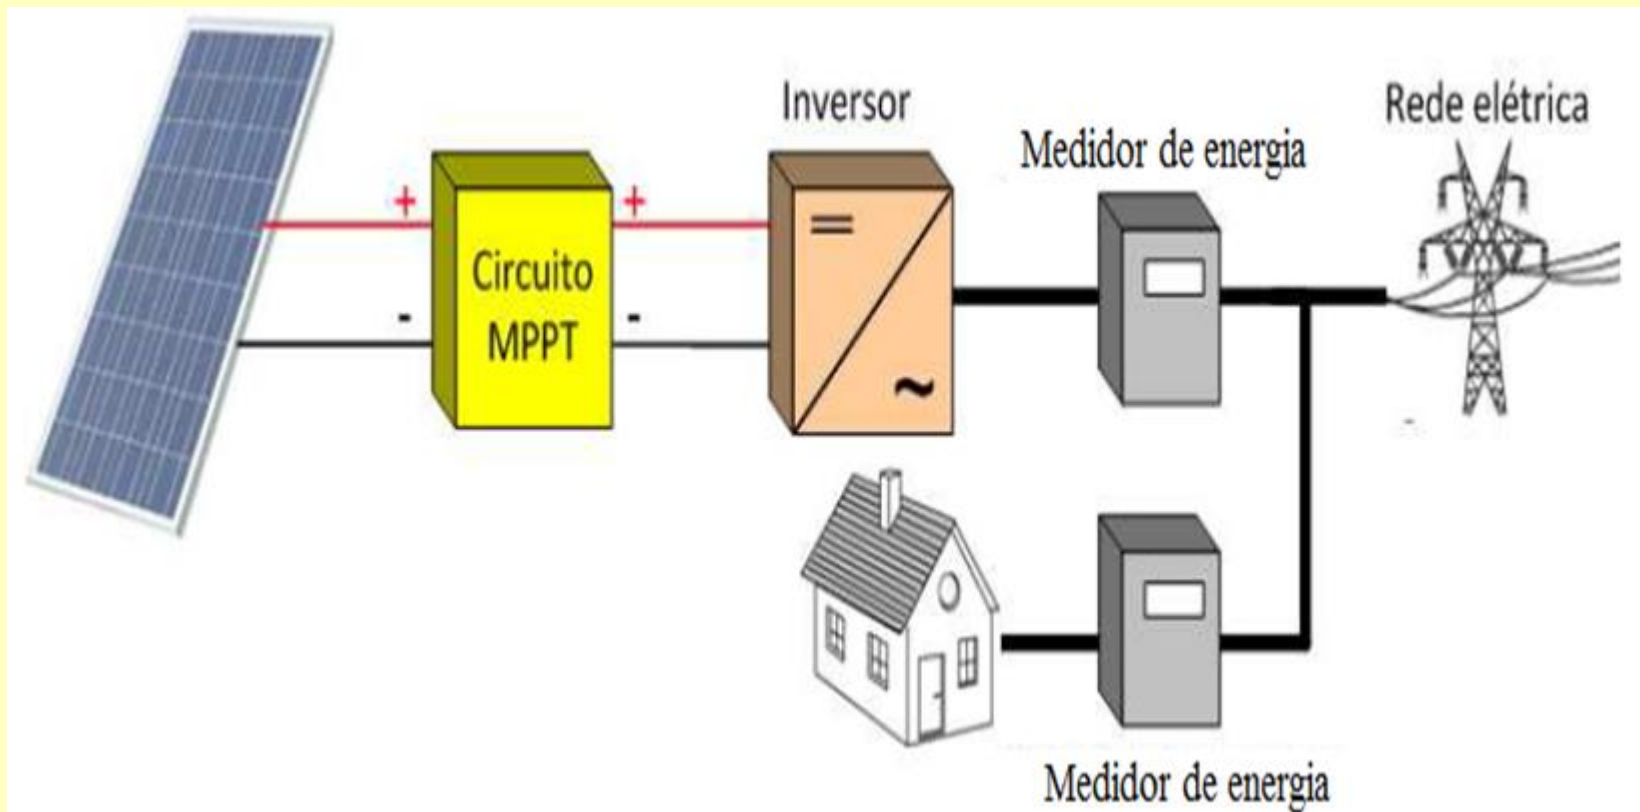 Inversor
Rede elétrica
Medidor de energia
+
+
Circuito
MPPT
-
-
~
Medidor de energia